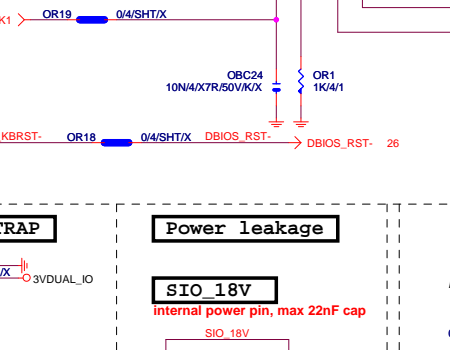 K1 OR19 0/4/SHT/X
OBC24 OR1
10N/4/X7R/50V/K/X 1K/4/1
KBRST- OR18 0/4/SHT/X DBIOS_RST- DBIOS_RST- 26
TRAP Power leakage
/X 3VDUAL_IO
SIO_18V
internal power pin, max 22nF cap
SIO_18V